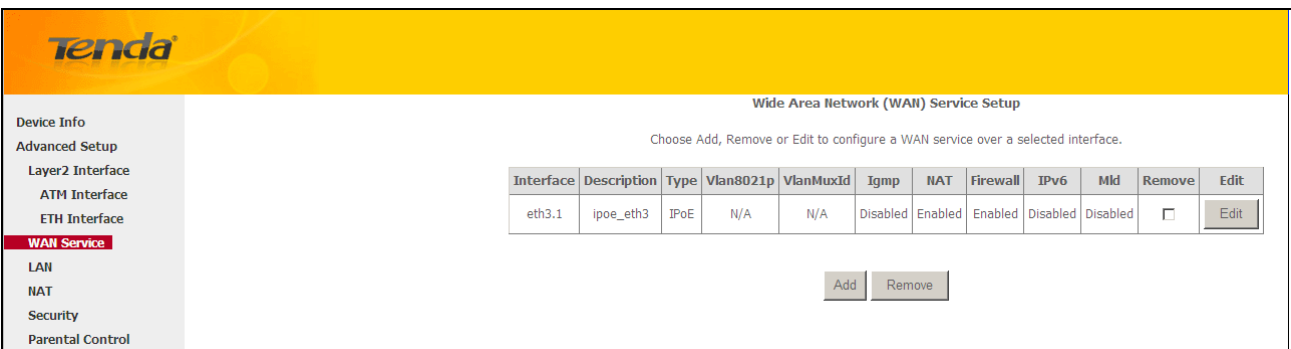 Tenda
Wide Area Network (WAN) Service Setup
Choose Add, Remove or Edit to configure a WAN service over a selected interface.
Device Info
Advanced Setup
Layer2 Interface
ATM Interface
ETH Interface
WAN Service
LAN
NAT
Security
Parental Control
Interface Description Type Vlan8021p VlanMuxId Igmp NAT Firewall IPv6 Mld Remove Edit
eth3.1 ipoe_eth3 IPoE N/A N/A Disabled Enabled Enabled Disabled Disabled Edit
Add Remove